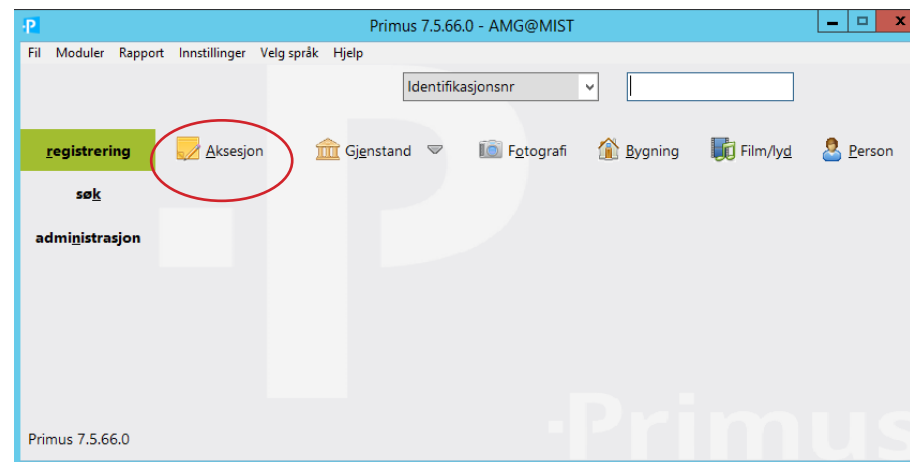 Primus 7.5.66.0 - AMG@MIST
Fil Moduler Rapport Innstillinger Velg språk Hjelp
Identifikasjonsnr
registrering Aksesjon Gjenstand Fotografi Bygning Film/lyd Person
søk
administrasjon
·Primus
Primus 7.5.66.0